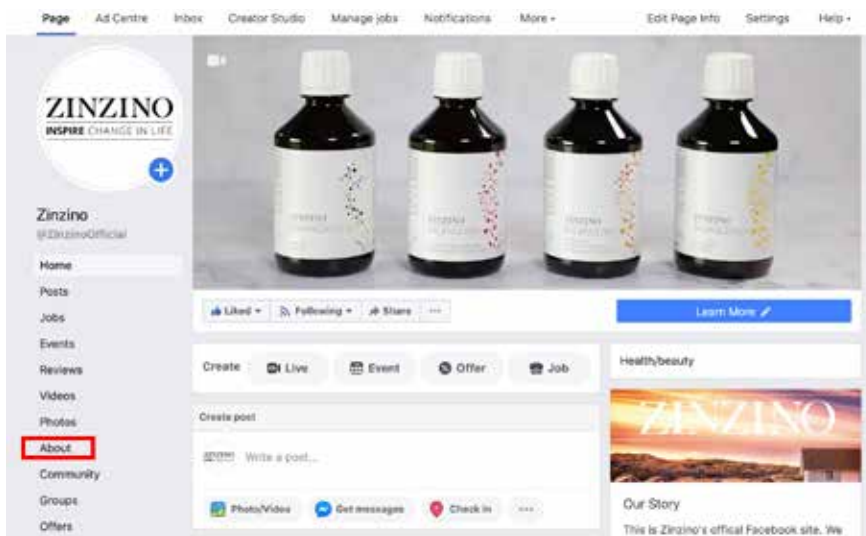 Page Ad Centre Inbox Creator Studio Manage jobs Notifications More Edit Page Info Settings Help
ZINZINO
INSPIRE CHANGE IN LIFE
Zinzino
@ZinzinoOfficial
Home
Posts
Jobs
Events
Reviews
Videos
Photos
About
Community
Groups
Offers
Liked Following Share ...
Learn More
Create Live Event Offer Job
Create post
Write a post...
Photo/Video Get messages Check in ...
Health/beauty
ZINZINO
Our Story
This is Zinzino's offical Facebook site. We